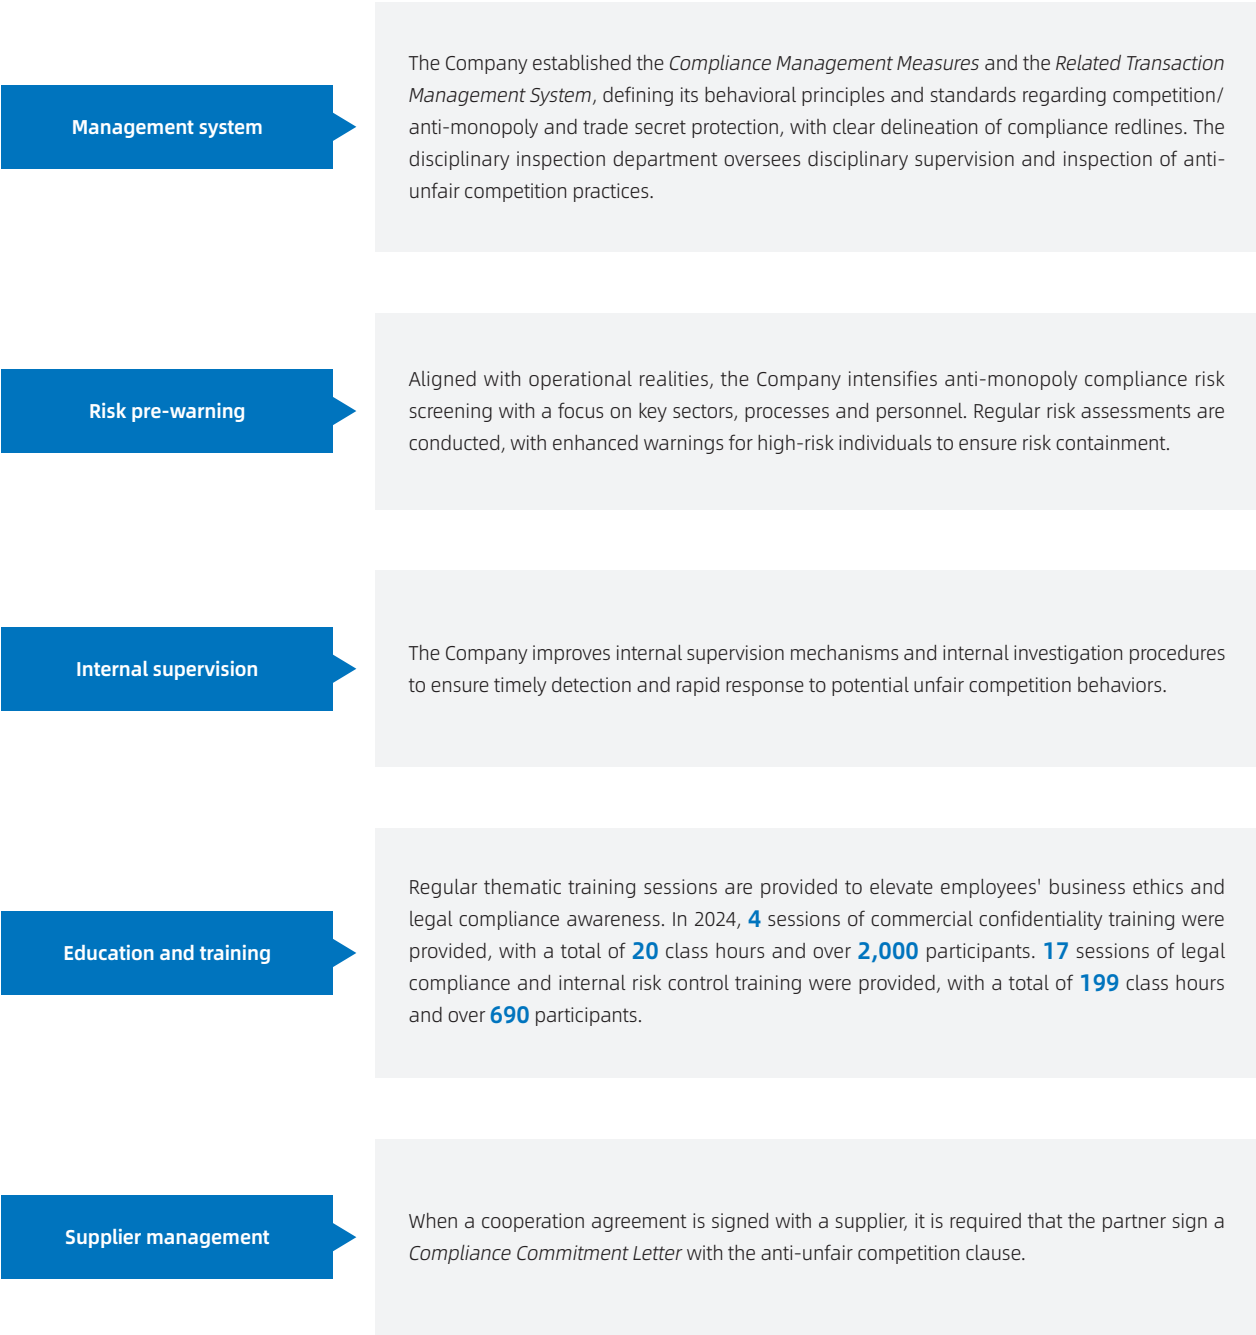 Management system
The Company established the Compliance Management Measures and the Related Transaction
Management System, defining its behavioral principles and standards regarding competition/
anti-monopoly and trade secret protection, with clear delineation of compliance redlines. The
disciplinary inspection department oversees disciplinary supervision and inspection of anti-
unfair competition practices.
Risk pre-warning
Aligned with operational realities, the Company intensifies anti-monopoly compliance risk
screening with a focus on key sectors, processes and personnel. Regular risk assessments are
conducted, with enhanced warnings for high-risk individuals to ensure risk containment.
Internal supervision
The Company improves internal supervision mechanisms and internal investigation procedures
to ensure timely detection and rapid response to potential unfair competition behaviors.
Education and training
Regular thematic training sessions are provided to elevate employees' business ethics and
legal compliance awareness. In 2024, 4 sessions of commercial confidentiality training were
provided, with a total of 20 class hours and over 2,000 participants. 17 sessions of legal
compliance and internal risk control training were provided, with a total of 199 class hours
and over 690 participants.
Supplier management
When a cooperation agreement is signed with a supplier, it is required that the partner sign a
Compliance Commitment Letter with the anti-unfair competition clause.